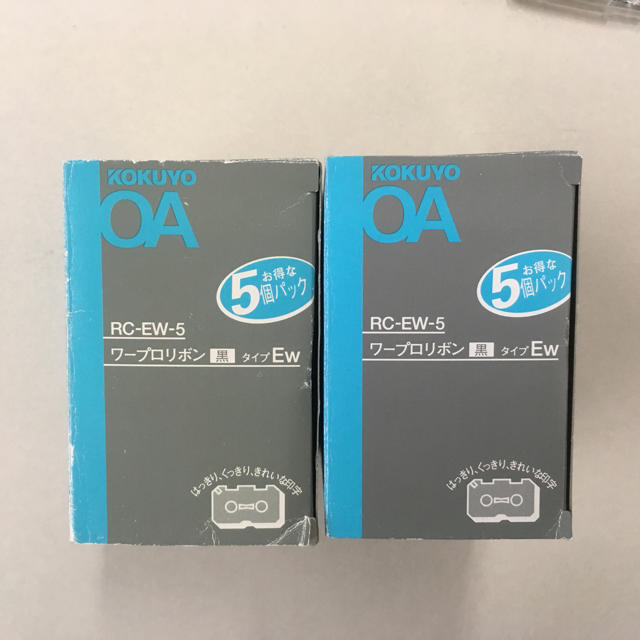 KOKUYO
OA
お得な
5個パック
RC-EW-5
ワープロリボン 黒 タイプEw
はっきり、くっきり、きれいな印字
KOKUYO
OA
お得な
5個パック
RC-EW-5
ワープロリボン 黒 タイプEw
はっきり、くっきり、きれいな印字